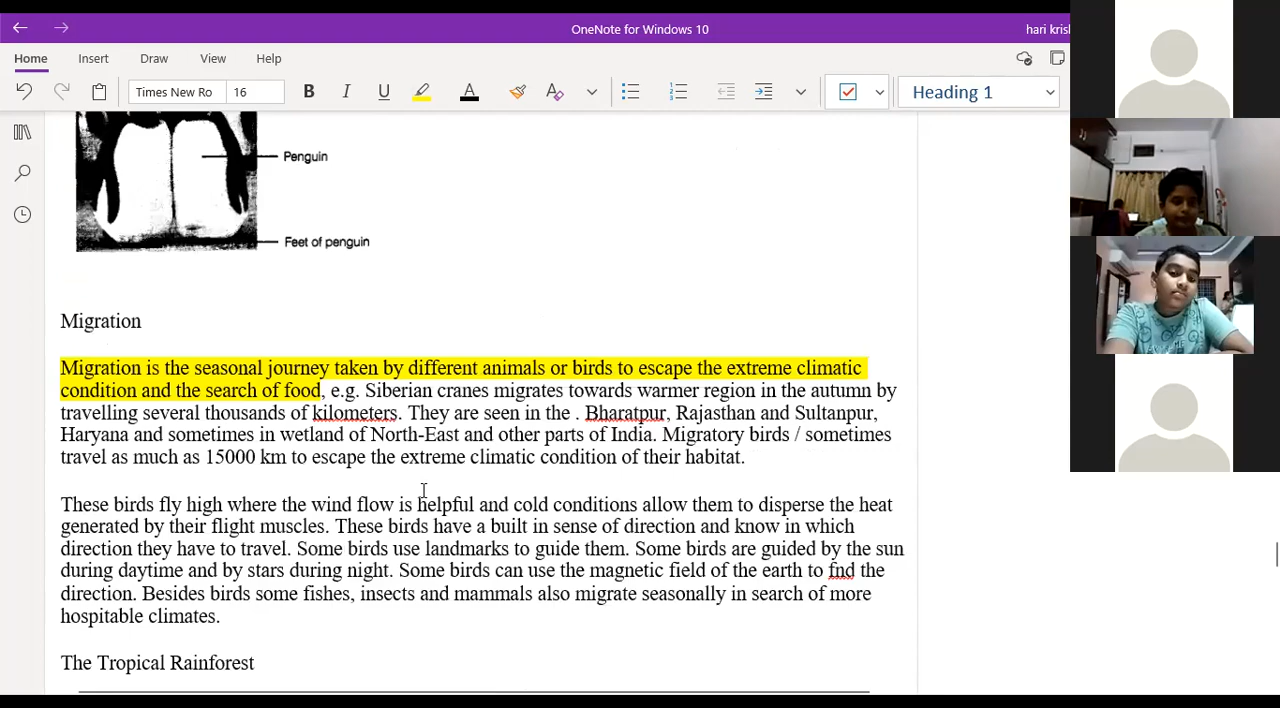 OneNote for Windows 10
hari krish
Home Insert Draw View Help
Times New Ro 16 B I U A A Heading 1
Penguin
Feet of penguin
Migration
Migration is the seasonal journey taken by different animals or birds to escape the extreme climatic
condition and the search of food, e.g. Siberian cranes migrates towards warmer region in the autumn by
travelling several thousands of kilometers. They are seen in the . Bharatpur, Rajasthan and Sultanpur,
Haryana and sometimes in wetland of North-East and other parts of India. Migratory birds / sometimes
travel as much as 15000 km to escape the extreme climatic condition of their habitat.
These birds fly high where the wind flow is helpful and cold conditions allow them to disperse the heat
generated by their flight muscles. These birds have a built in sense of direction and know in which
direction they have to travel. Some birds use landmarks to guide them. Some birds are guided by the sun
during daytime and by stars during night. Some birds can use the magnetic field of the earth to fnd the
direction. Besides birds some fishes, insects and mammals also migrate seasonally in search of more
hospitable climates.
The Tropical Rainforest